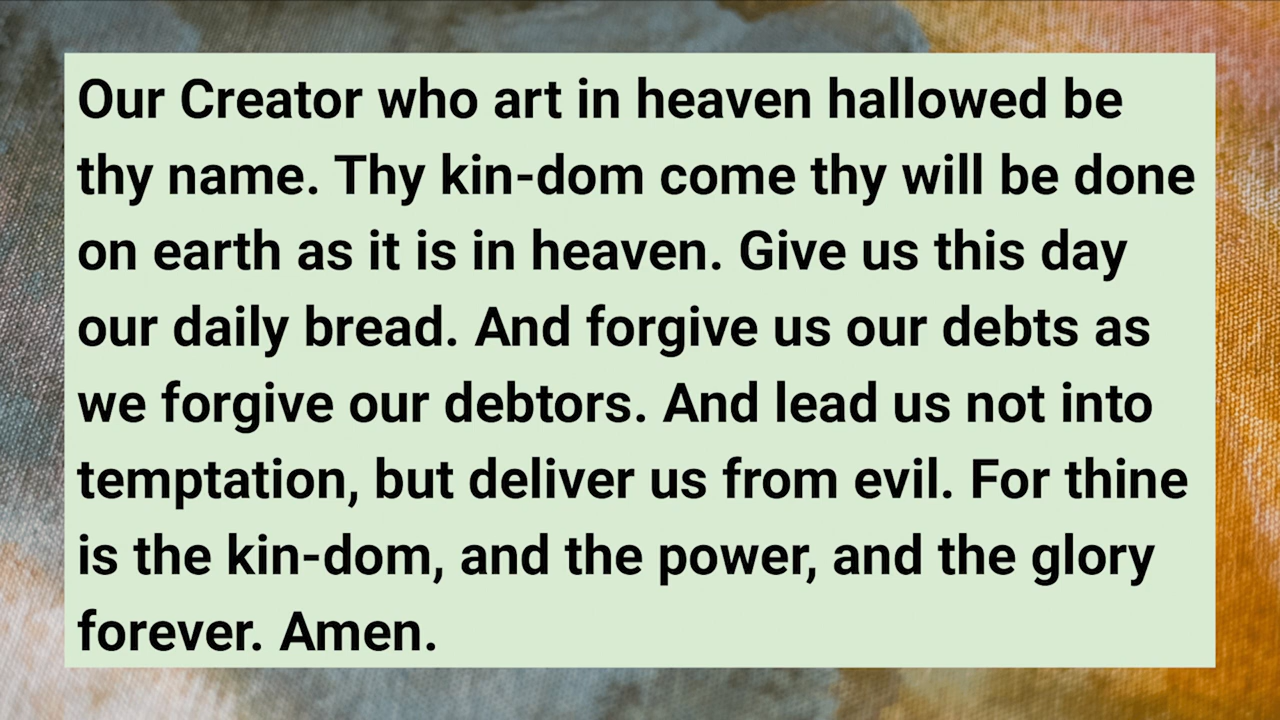 Our Creator who art in heaven hallowed be
thy name. Thy kin-dom come thy will be done
on earth as it is in heaven. Give us this day
our daily bread. And forgive us our debts as
we forgive our debtors. And lead us not into
temptation, but deliver us from evil. For thine
is the kin-dom, and the power, and the glory
forever. Amen.